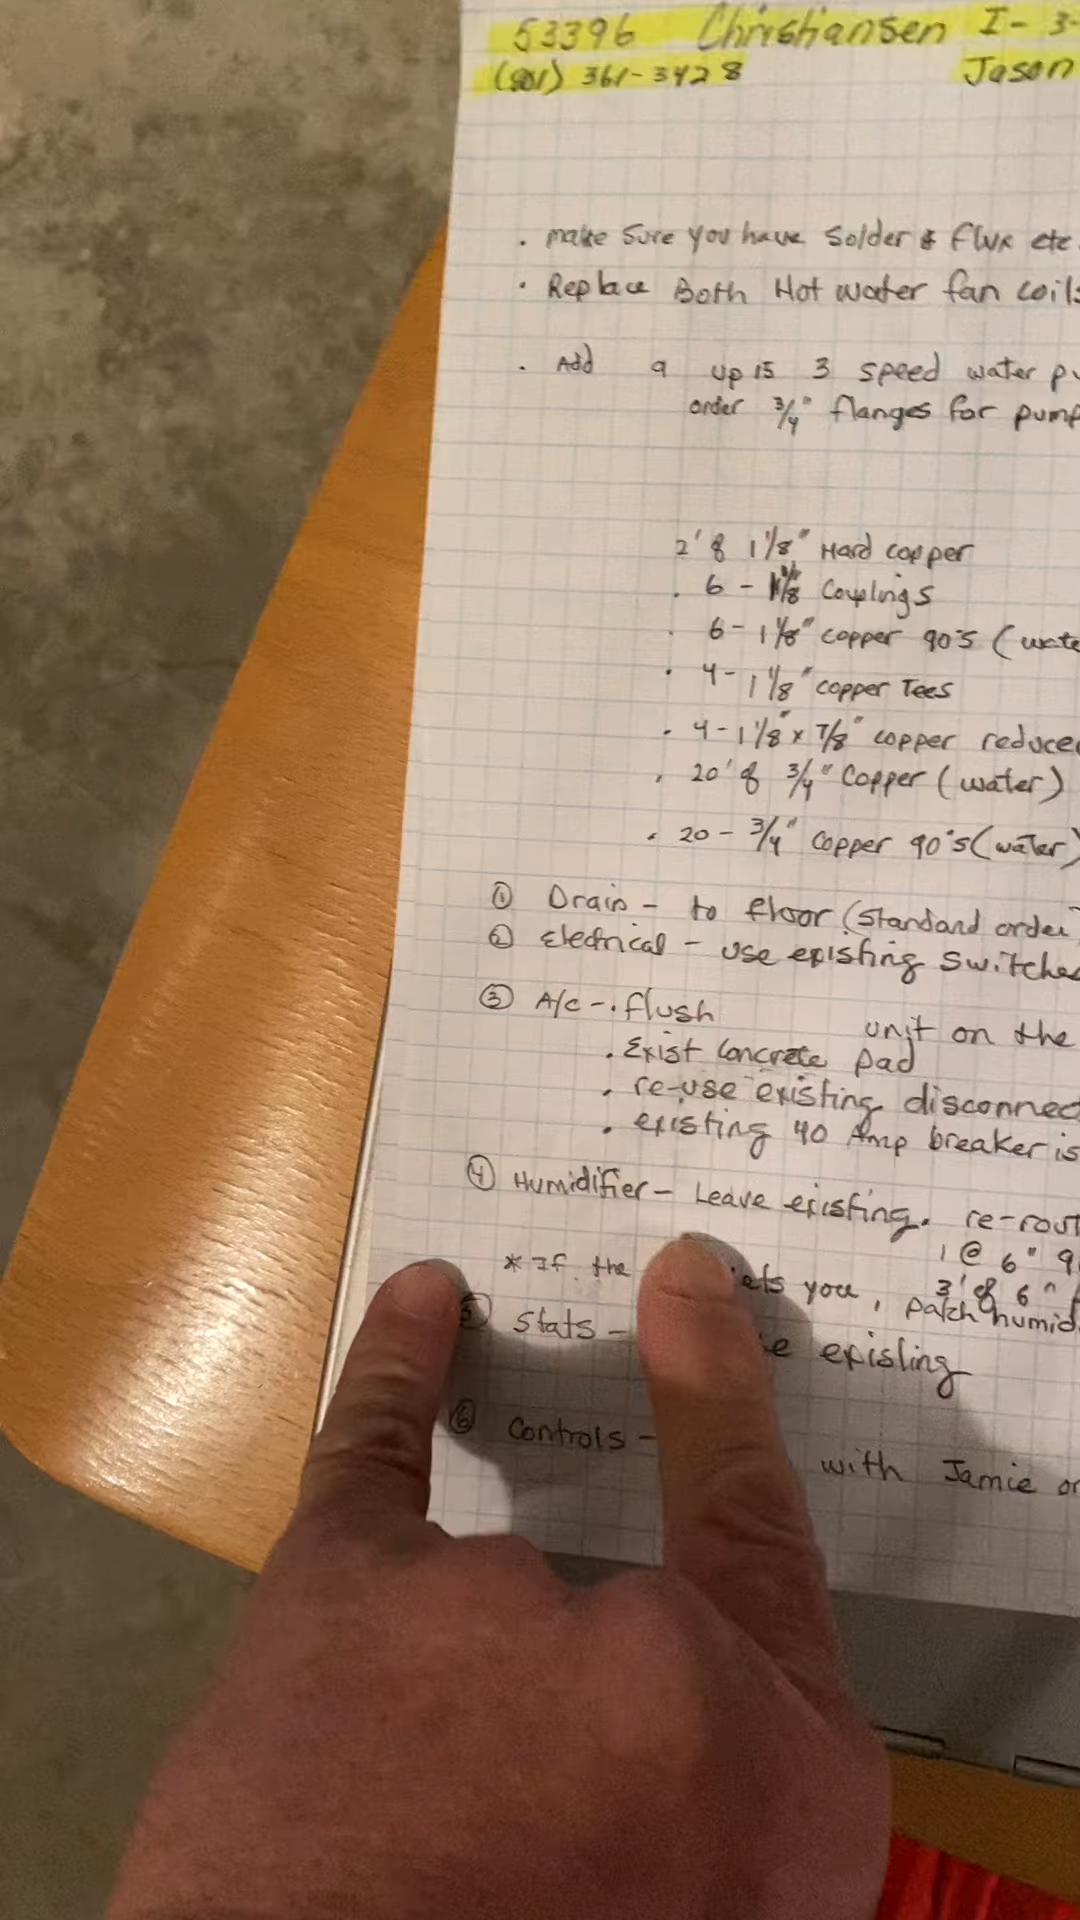 53396 Christiansen I- 3-
(801) 361-3428 Jason
. make sure you have Solder & flux etc.
. Replace Both Hot water fan coils
. Add a up15 3 speed water
order 3/4" flanges for pump
2' of 1 1/8" Hard copper
. 6 - 1 1/8 Couplings
. 6 - 1 1/8" copper 90's (wate
. 4 - 1 1/8" copper Tees
. 4 - 1 1/8" x 7/8" copper reduce
. 20' of 3/4" Copper (water)
. 20 - 3/4" Copper 90's (water)
① Drain - to floor (standard order
② Electrical - use existing switches
③ A/C - . flush unit on the
. Exist concrete pad
. re-use existing disconnect
. existing 40 Amp breaker is
④ Humidifier - Leave existing. re-rout
1 @ 6" 9
3' of 6"
* If the lets you, patch humid
⑤ Stats - existing
⑥ Controls - with Jamie or